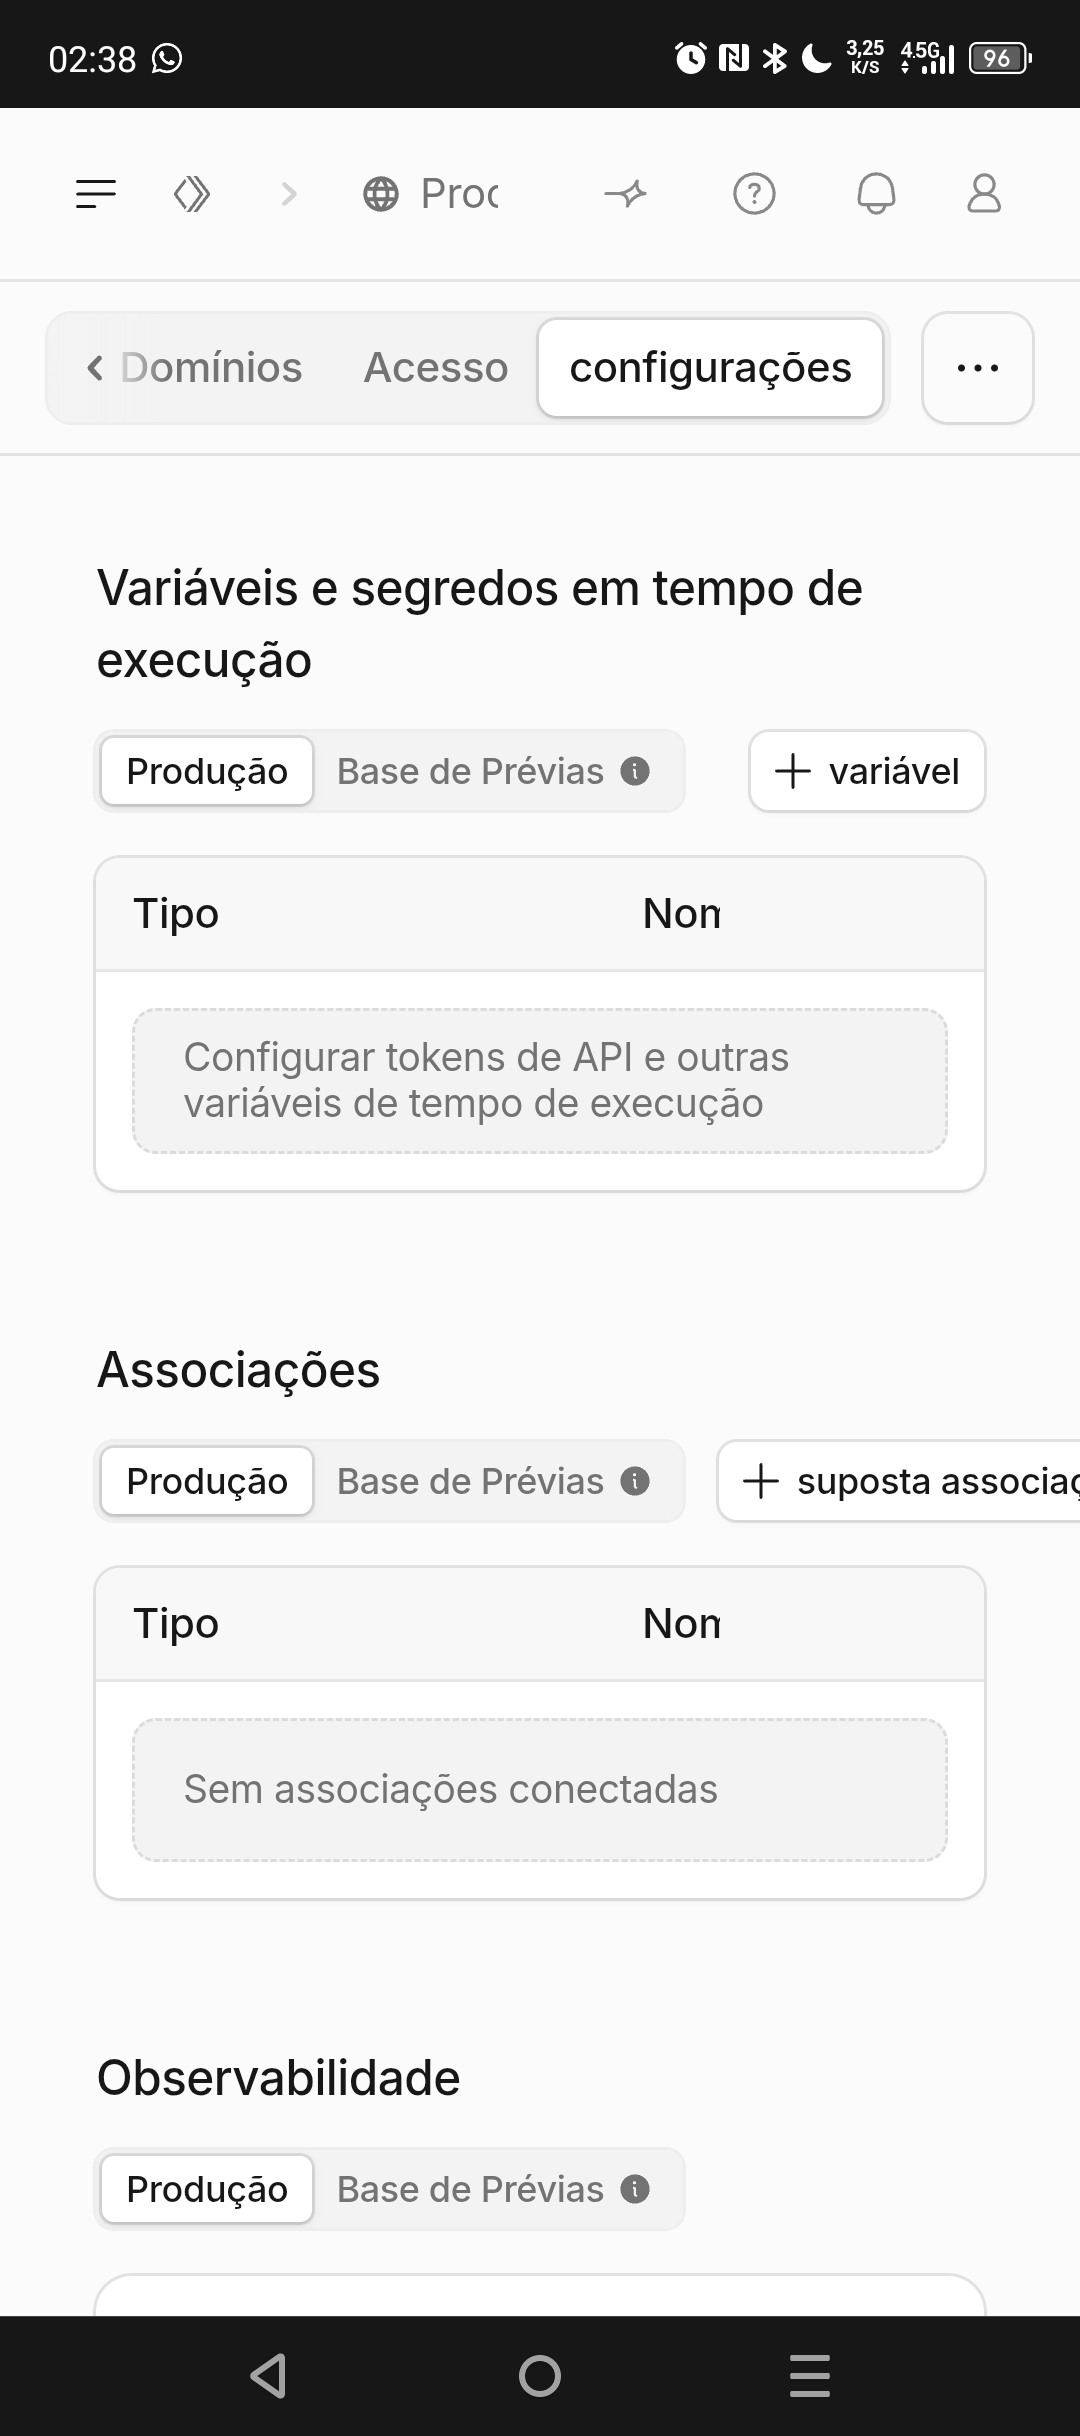 02:38
3,25
K/S
4.5G
96
Proc
Domínios
Acesso
configurações
Variáveis e segredos em tempo de
execução
Produção
Base de Prévias
variável
Tipo
Nom
Configurar tokens de API e outras
variáveis de tempo de execução
Associações
Produção
Base de Prévias
suposta associaç
Tipo
Nom
Sem associações conectadas
Observabilidade
Produção
Base de Prévias